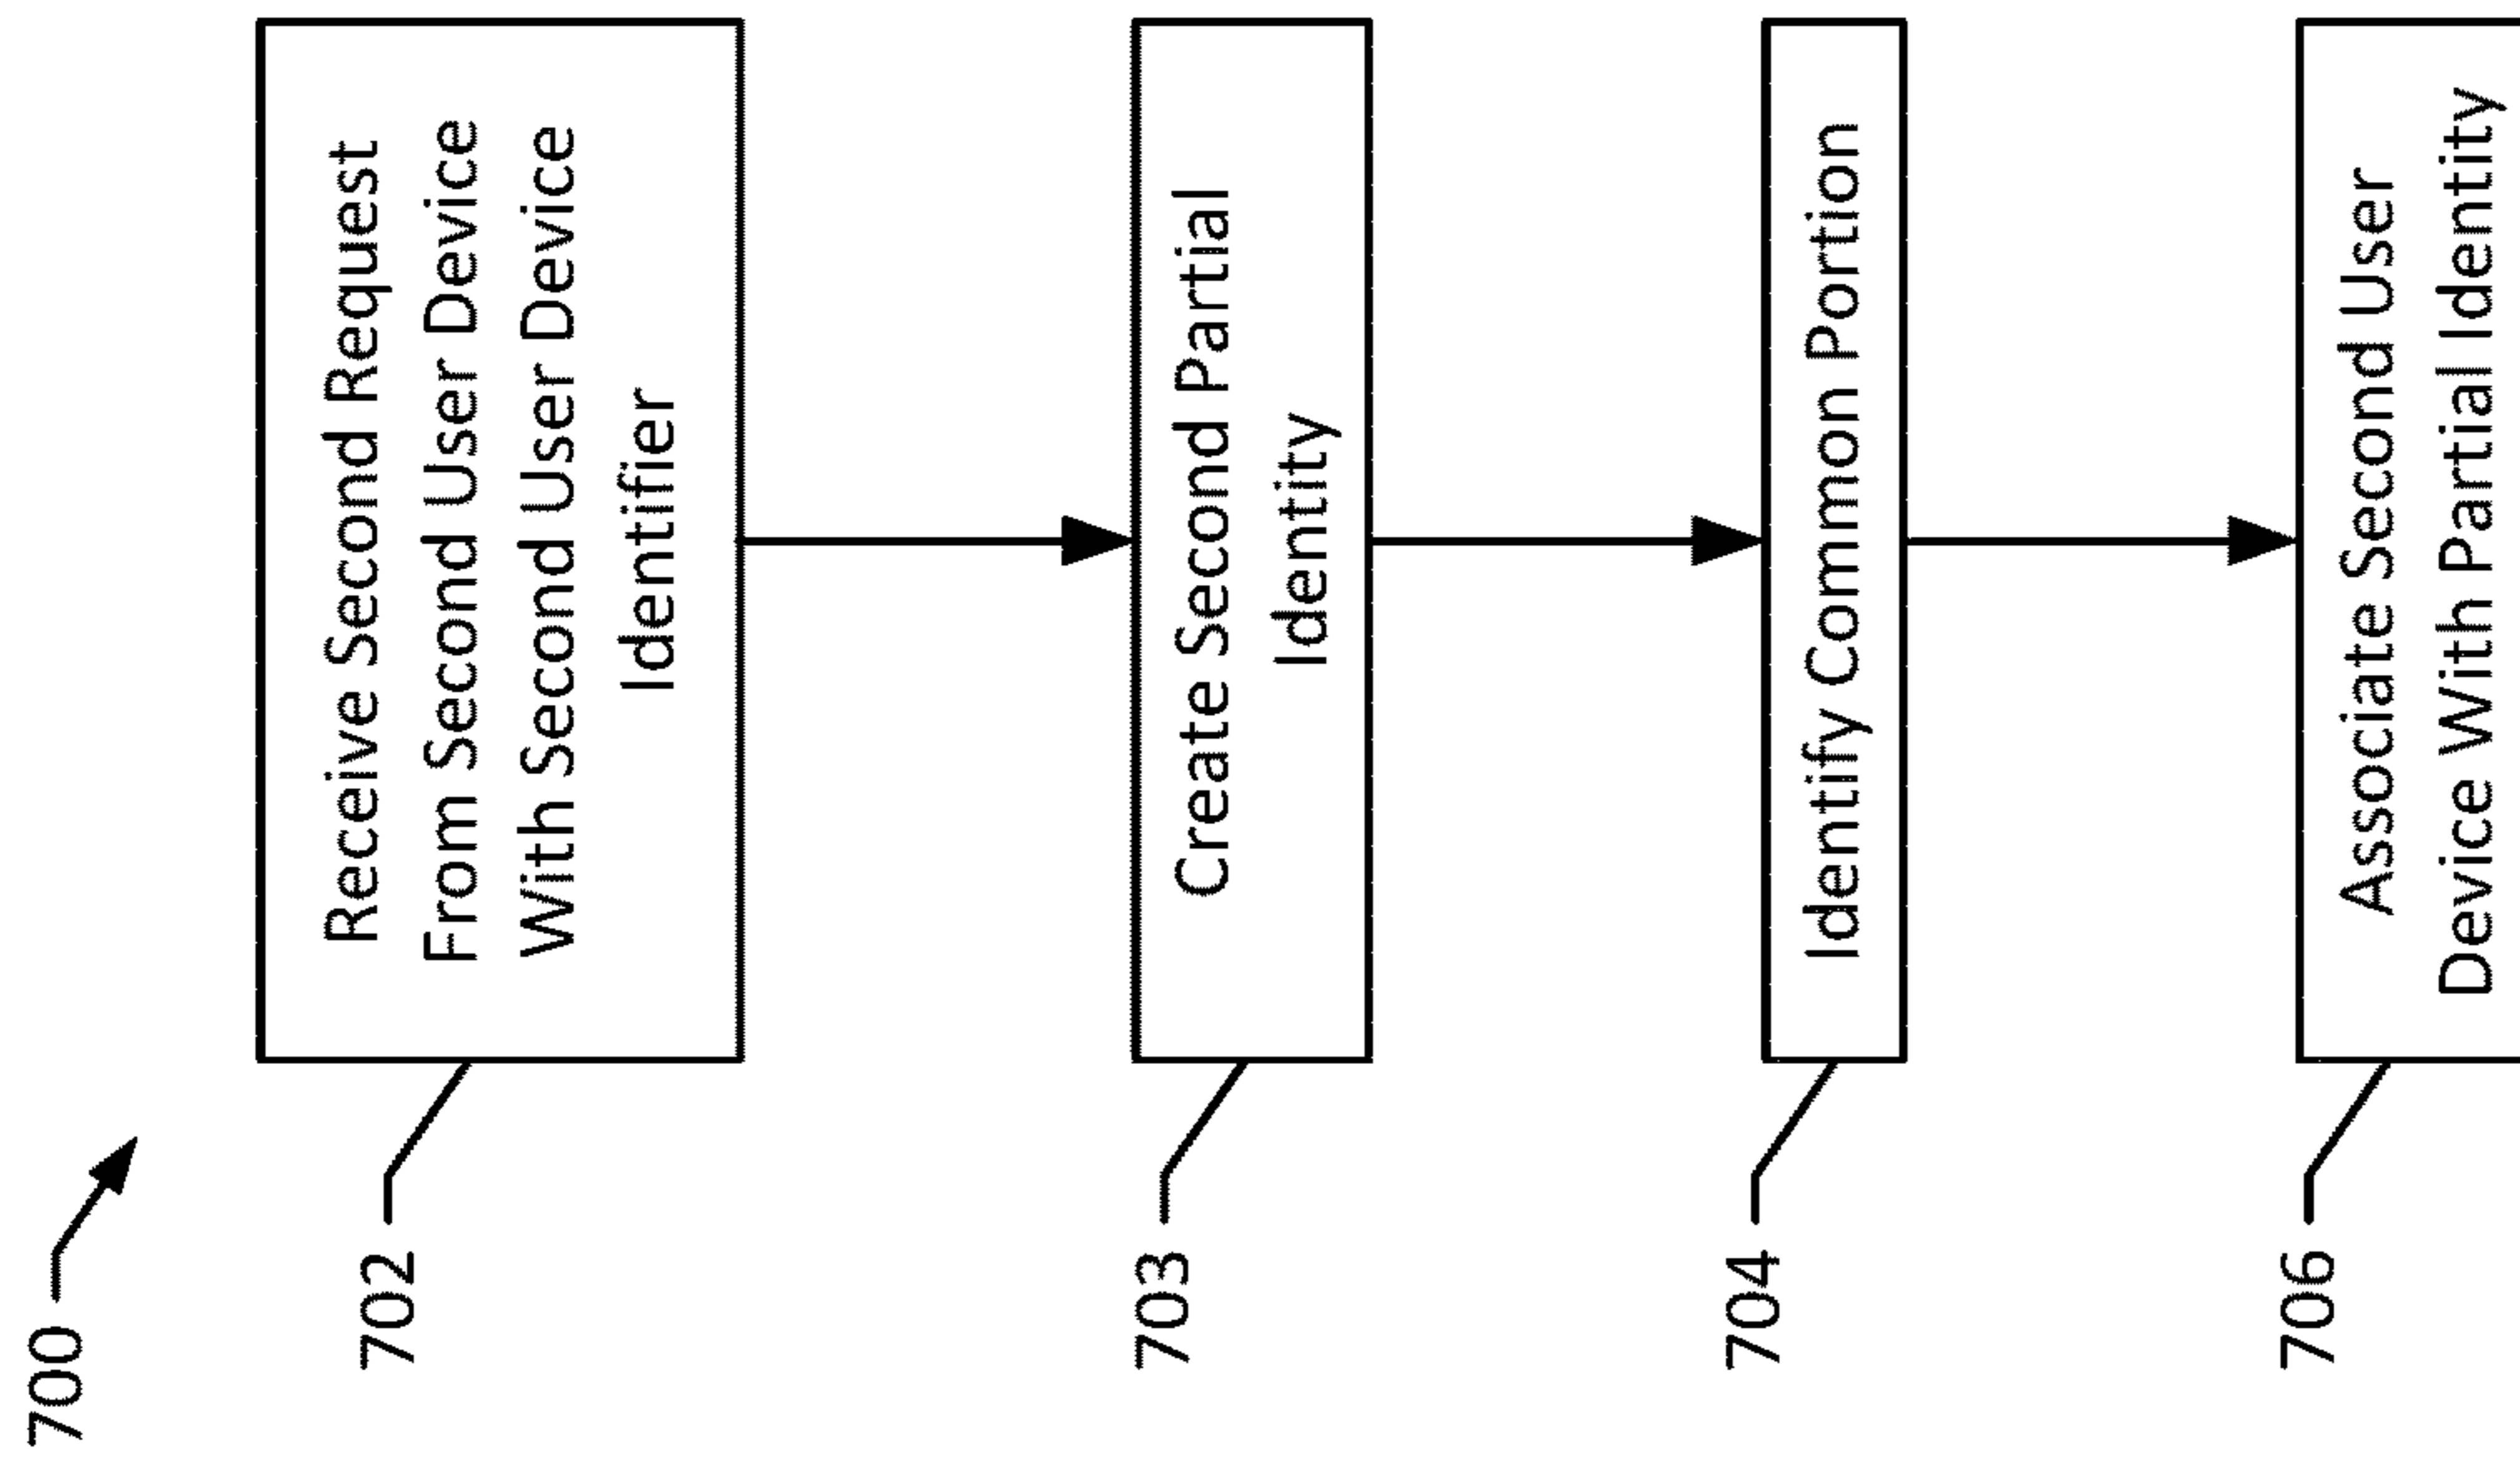 700
702
Receive Second Request
From Second User Device
With Second User Device
Identifier
703
Create Second Partial
Identity
704
Identify Common Portion
706
Associate Second User
Device With Partial Identity